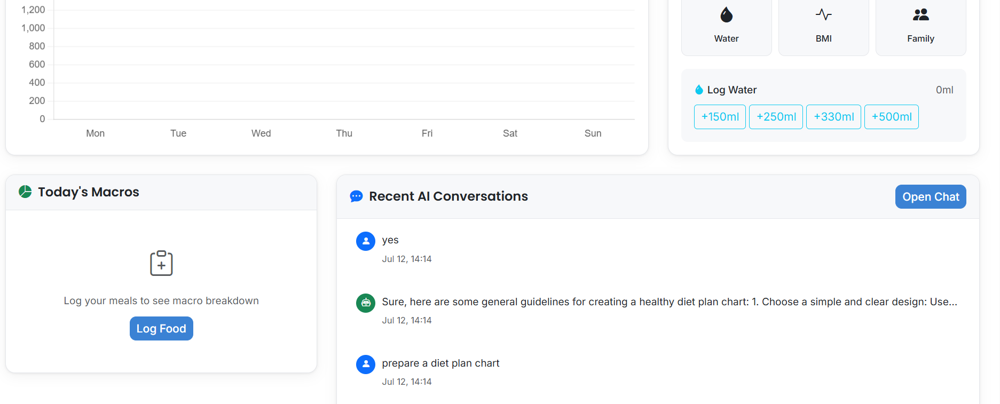 1,200
1,000
800
600
400
200
0
Mon Tue Wed Thu Fri Sat Sun
Water BMI Family
Log Water 0ml
+150ml +250ml +330ml +500ml
Today's Macros
Log your meals to see macro breakdown
Log Food
Recent AI Conversations Open Chat
yes
Jul 12, 14:14
Sure, here are some general guidelines for creating a healthy diet plan chart: 1. Choose a simple and clear design: Use...
Jul 12, 14:14
prepare a diet plan chart
Jul 12, 14:14